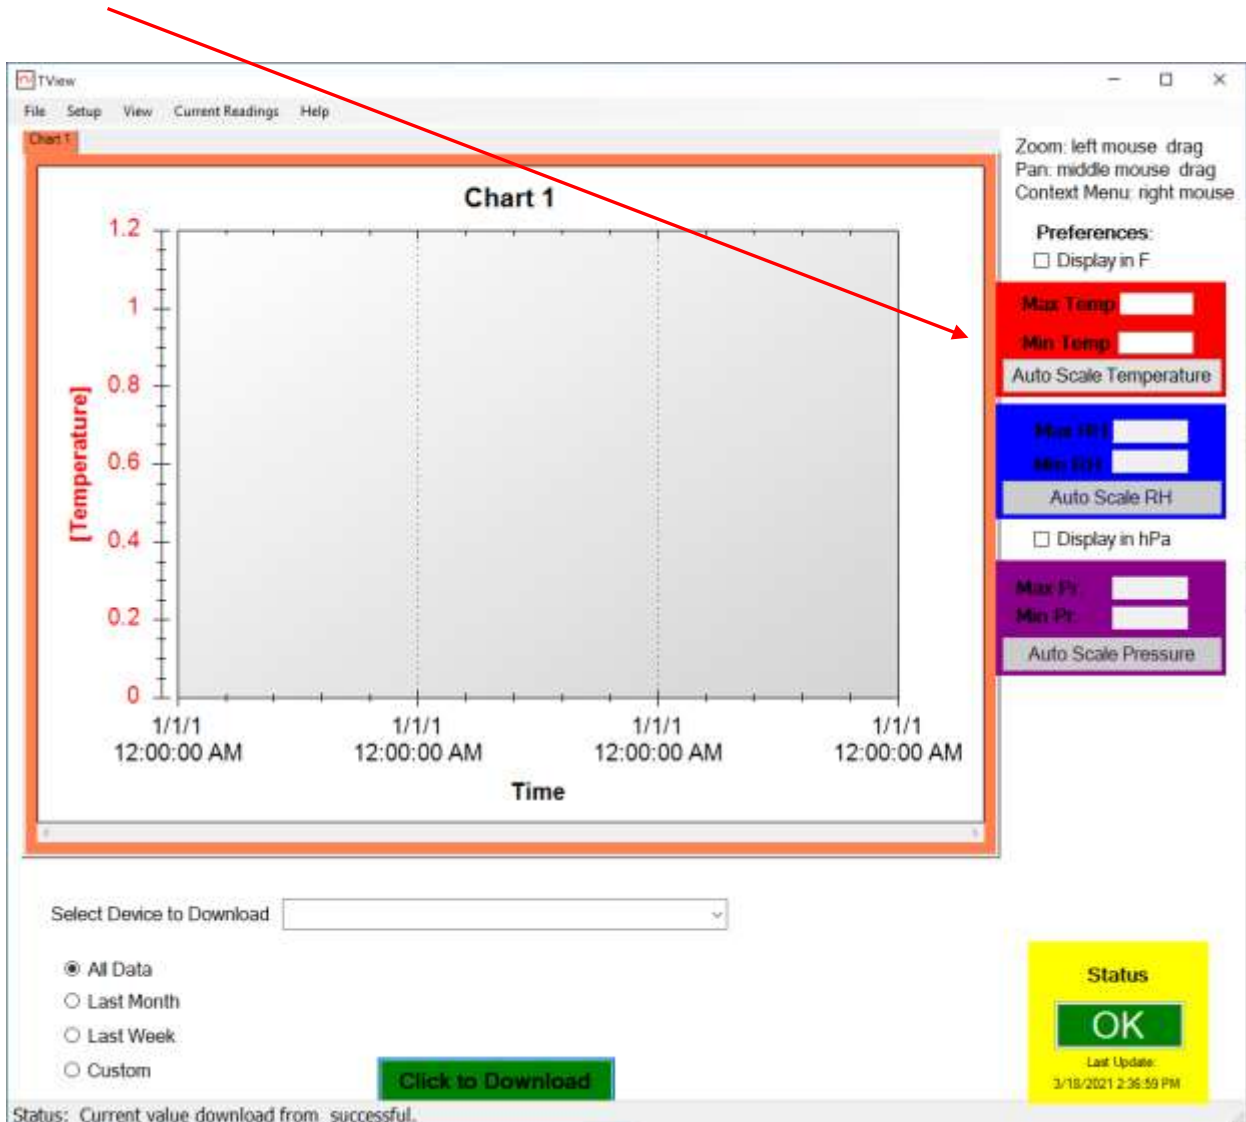 TView
File Setup View Current Readings Help
Chart 1
Zoom: left mouse drag
Pan: middle mouse drag
Context Menu: right mouse
Preferences:
Display in F
Max Temp
Min Temp
Auto Scale Temperature
Max RH
Min RH
Auto Scale RH
Display in hPa
Max Pr.
Min Pr.
Auto Scale Pressure
Chart 1
1.2
1
0.8
0.6
0.4
0.2
0
[Temperature]
1/1/1 1/1/1 1/1/1 1/1/1
12:00:00 AM 12:00:00 AM 12:00:00 AM 12:00:00 AM
Time
Select Device to Download
All Data
Last Month
Last Week
Custom
Click to Download
Status
OK
Last Update:
3/18/2021 2:36:59 PM
Status: Current value download from successful.